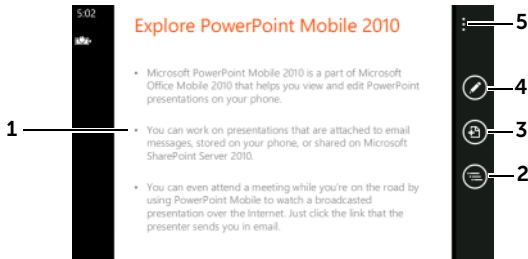 5:02
Explore PowerPoint Mobile 2010
5
• Microsoft PowerPoint Mobile 2010 is a part of Microsoft
Office Mobile 2010 that helps you view and edit PowerPoint
presentations on your phone.
4
1
• You can work on presentations that are attached to email
messages, stored on your phone, or shared on Microsoft
SharePoint Server 2010.
3
2
• You can even attend a meeting while you're on the road by
using PowerPoint Mobile to watch a broadcasted
presentation over the Internet. Just click the link that the
presenter sends you in email.